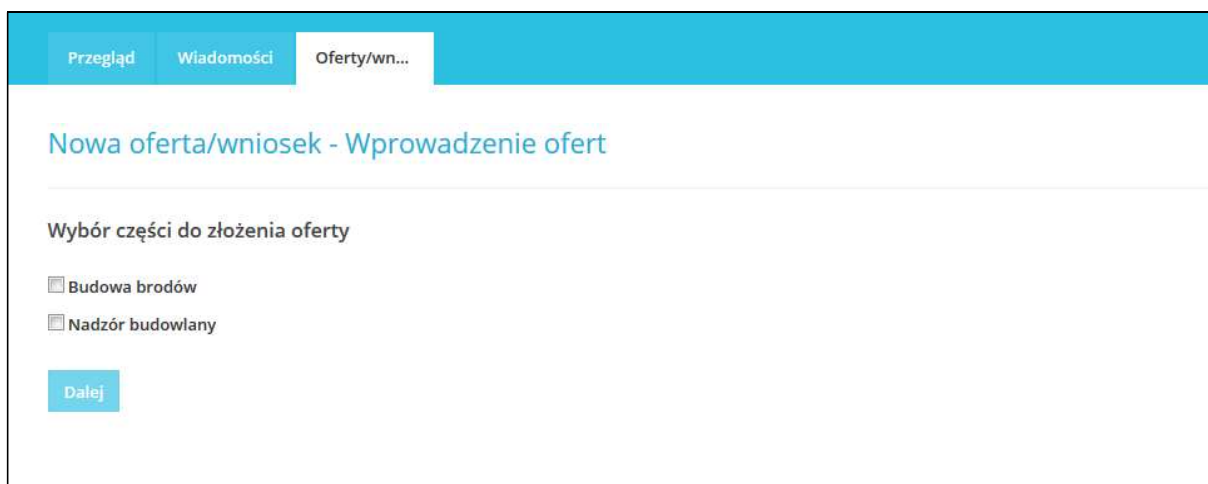 Przegląd Wiadomości Oferty/wn...
Nowa oferta/wniosek - Wprowadzenie ofert
Wybór części do złożenia oferty
Budowa brodów
Nadzór budowlany
Dalej